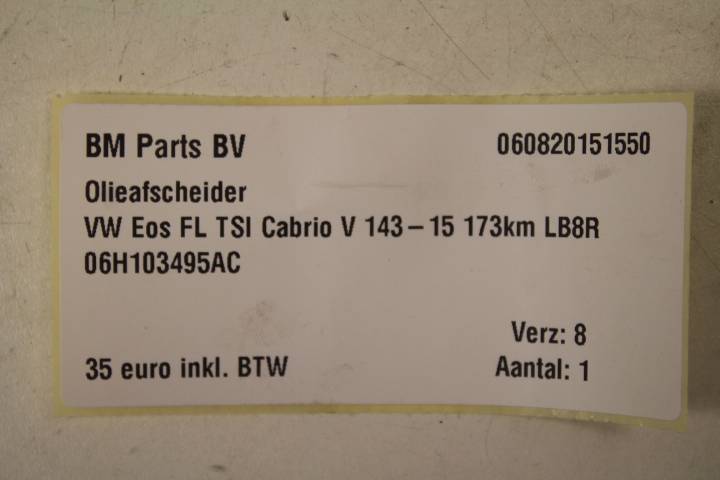 BM Parts BV 060820151550
Olieafscheider
VW Eos FL TSI Cabrio V 143-15 173km LB8R
06H103495AC
Verz: 8
35 euro inkl. BTW Aantal: 1